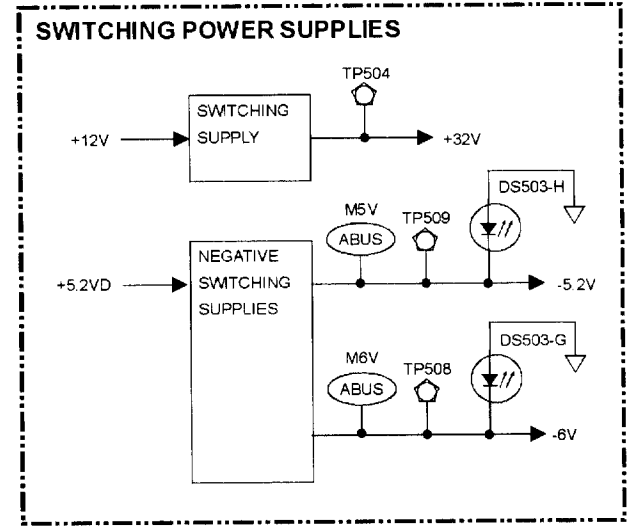 SWITCHING POWER SUPPLIES
TP504
SWITCHING
SUPPLY
+12V
+32V
DS503-H
M5V
TP509
ABUS
NEGATIVE
SWITCHING
SUPPLIES
+5.2VD
-5.2V
DS503-G
M6V
TP508
ABUS
-6V